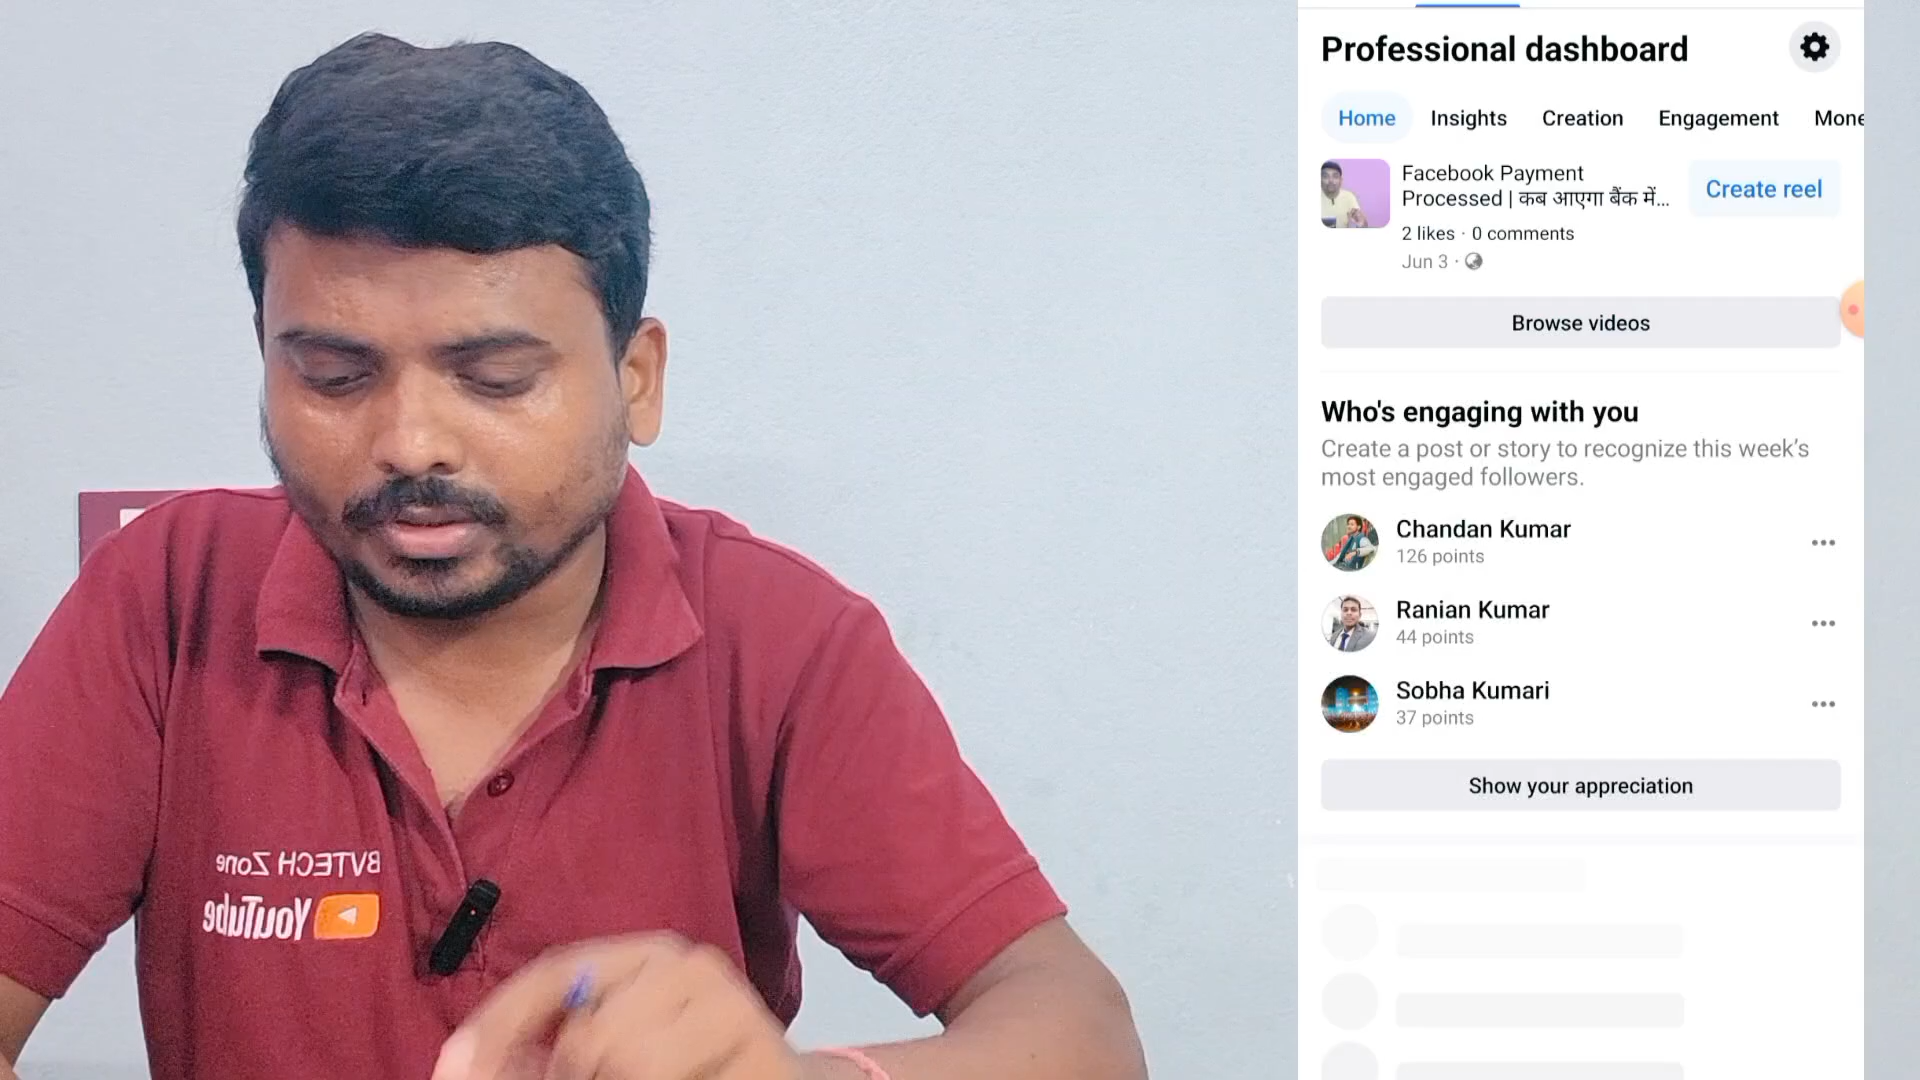 Professional dashboard
Home Insights Creation Engagement Mone
Facebook Payment
Processed | कब आएगा बैंक में...
Create reel
2 likes · 0 comments
Jun 3 ·
Browse videos
Who's engaging with you
Create a post or story to recognize this week’s
most engaged followers.
Chandan Kumar
126 points
Ranian Kumar
44 points
Sobha Kumari
37 points
Show your appreciation
BVTECH Zone
YouTube